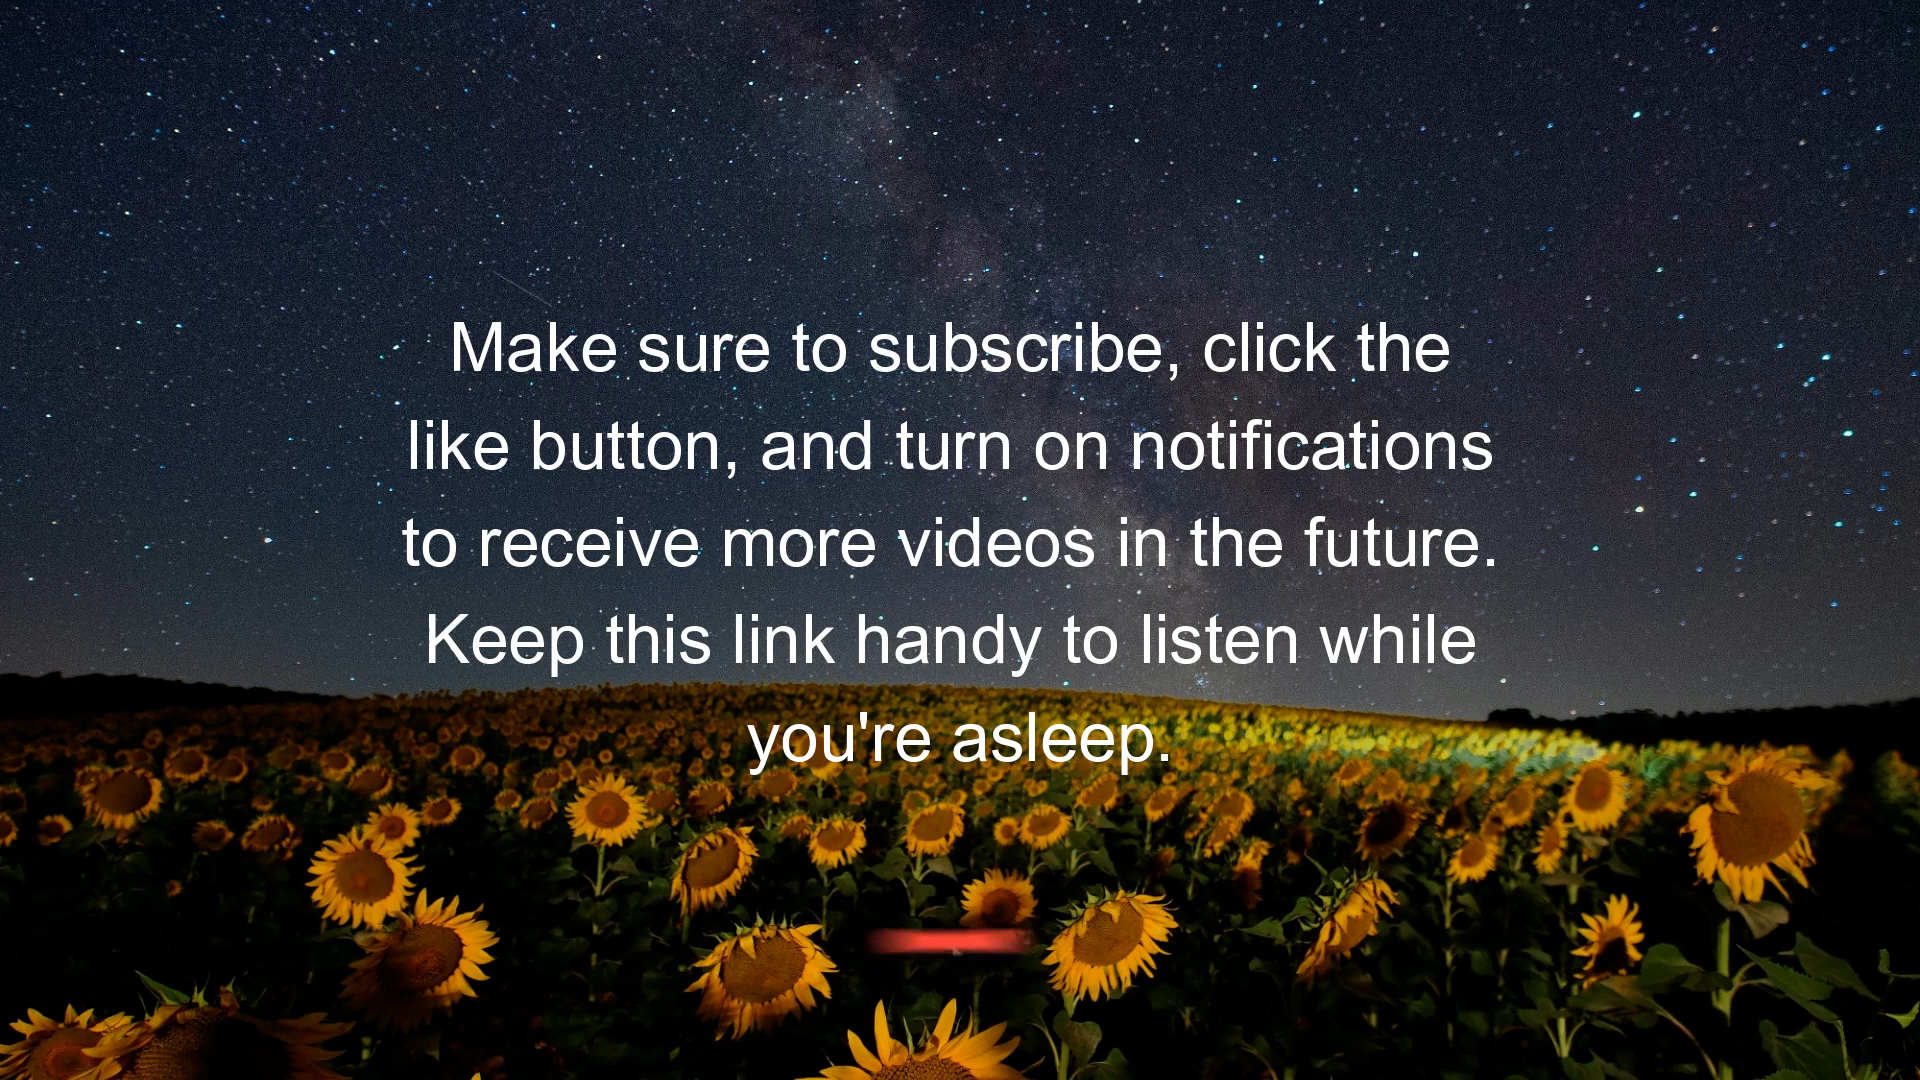 Make sure to subscribe, click the
like button, and turn on notifications
to receive more videos in the future.
Keep this link handy to listen while
you're asleep.